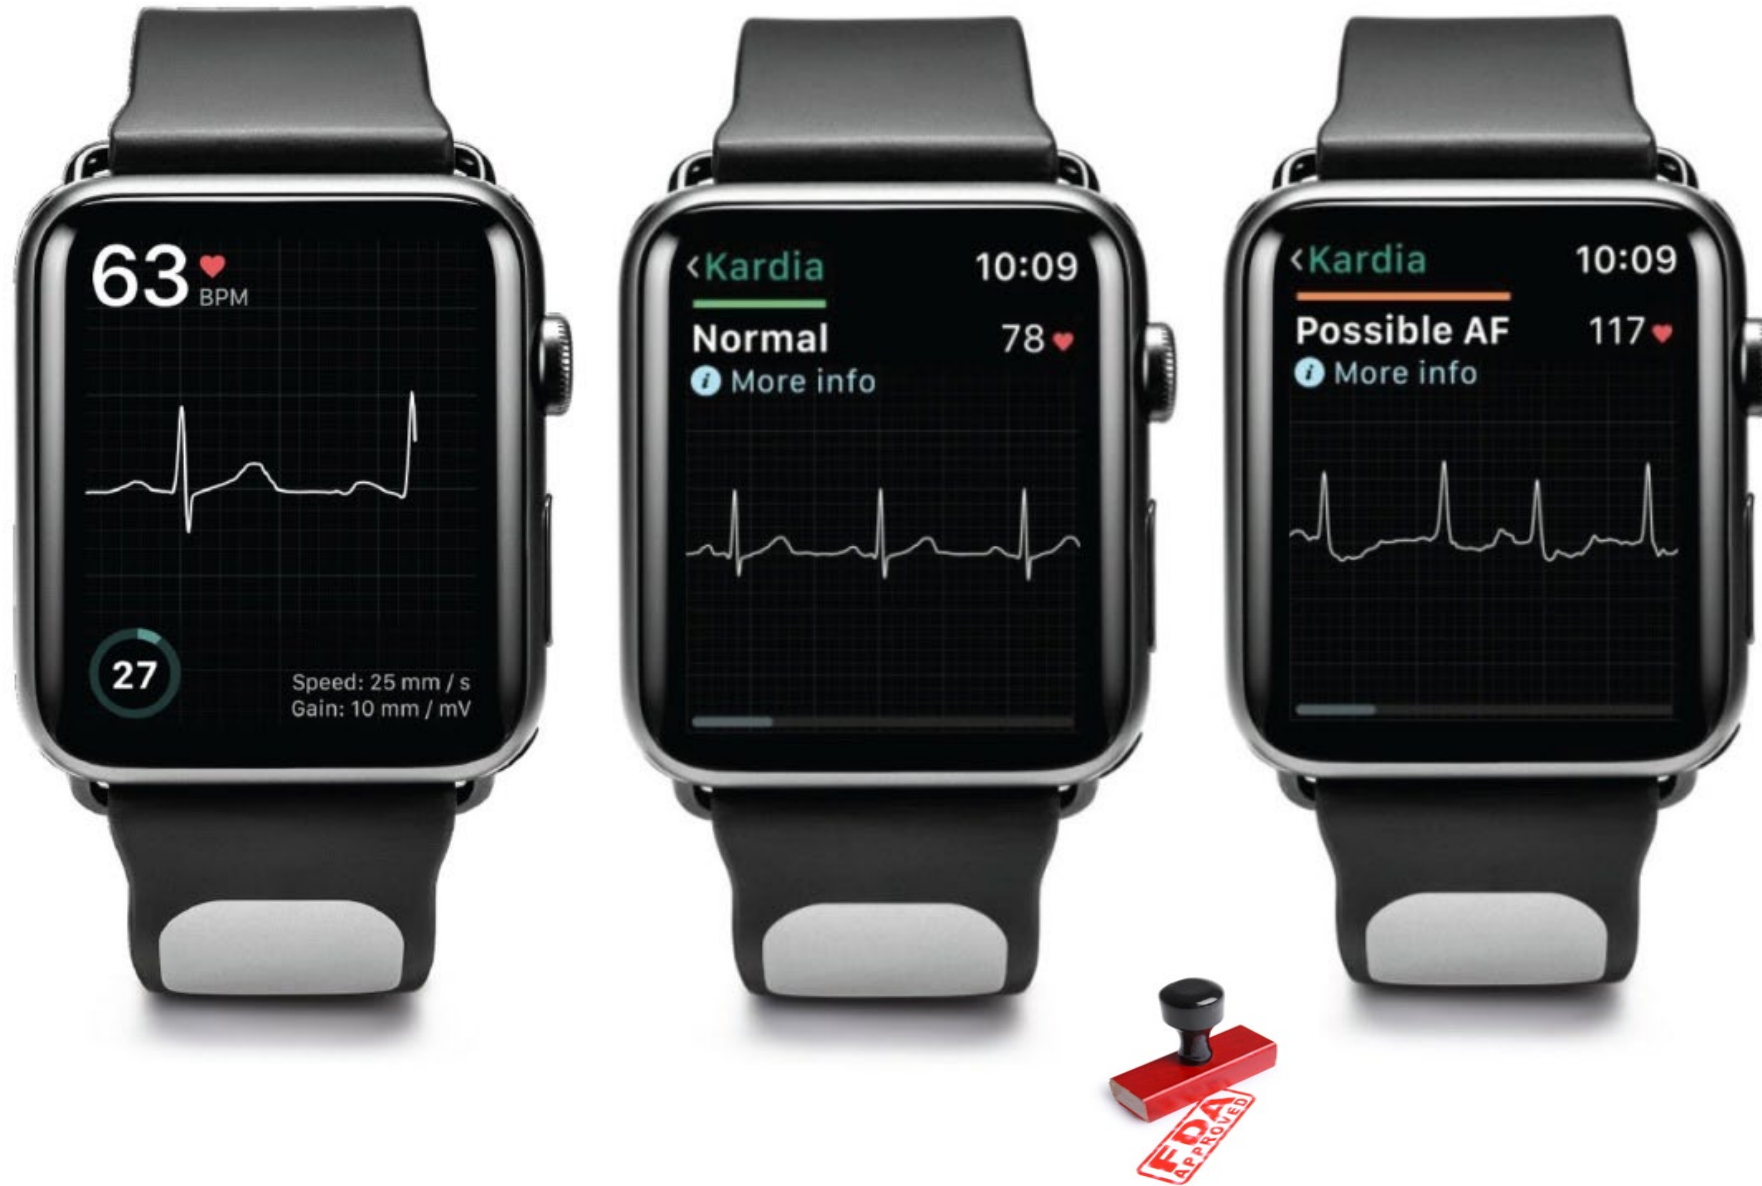 63
BPM
27
Speed: 25 mm / s
Gain: 10 mm / mV
‹Kardia 10:09
Normal 78
i More info
‹Kardia 10:09
Possible AF 117
i More info
FDA
APPROVED